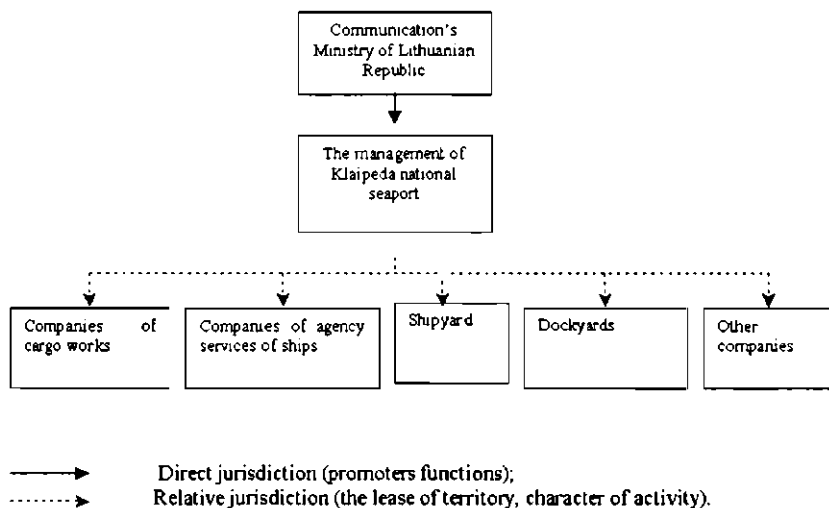 Communication's
Ministry of Lithuanian
Republic
The management of
Klaipeda national
seaport
Companies of
cargo works
Companies of agency
services of ships
Shipyard
Dockyards
Other
companies
Direct jurisdiction (promoters functions);
Relative jurisdiction (the lease of territory, character of activity).